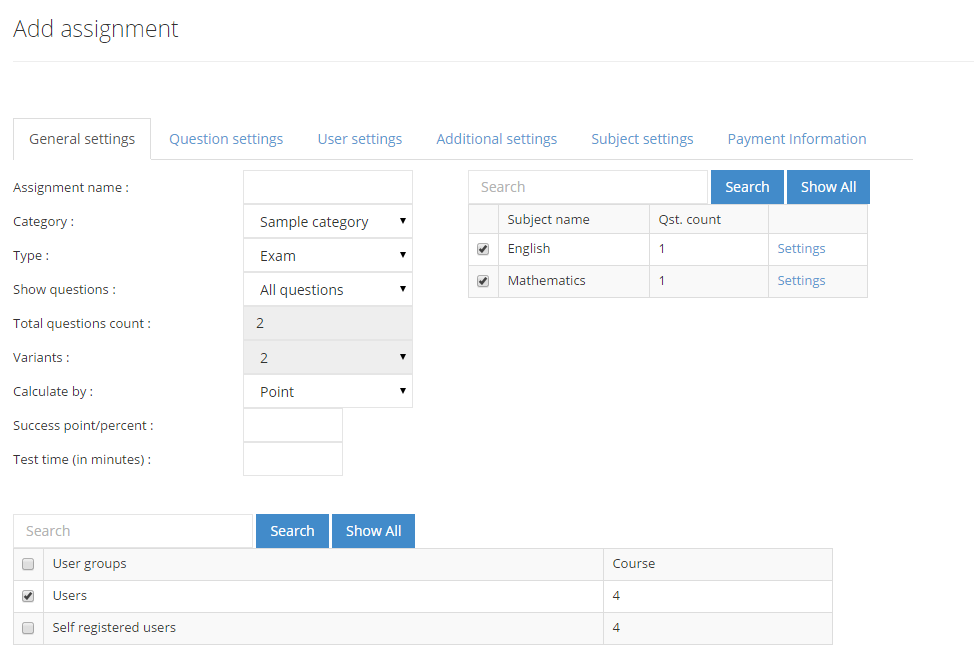 Add assignment
General settings Question settings User settings Additional settings Subject settings Payment Information
Assignment name :
Category : Sample category
Type : Exam
Show questions : All questions
Total questions count : 2
Variants : 2
Calculate by : Point
Success point/percent :
Test time (in minutes) :
Search Search Show All
Subject name Qst. count
English 1 Settings
Mathematics 1 Settings
Search Search Show All
User groups Course
Users 4
Self registered users 4